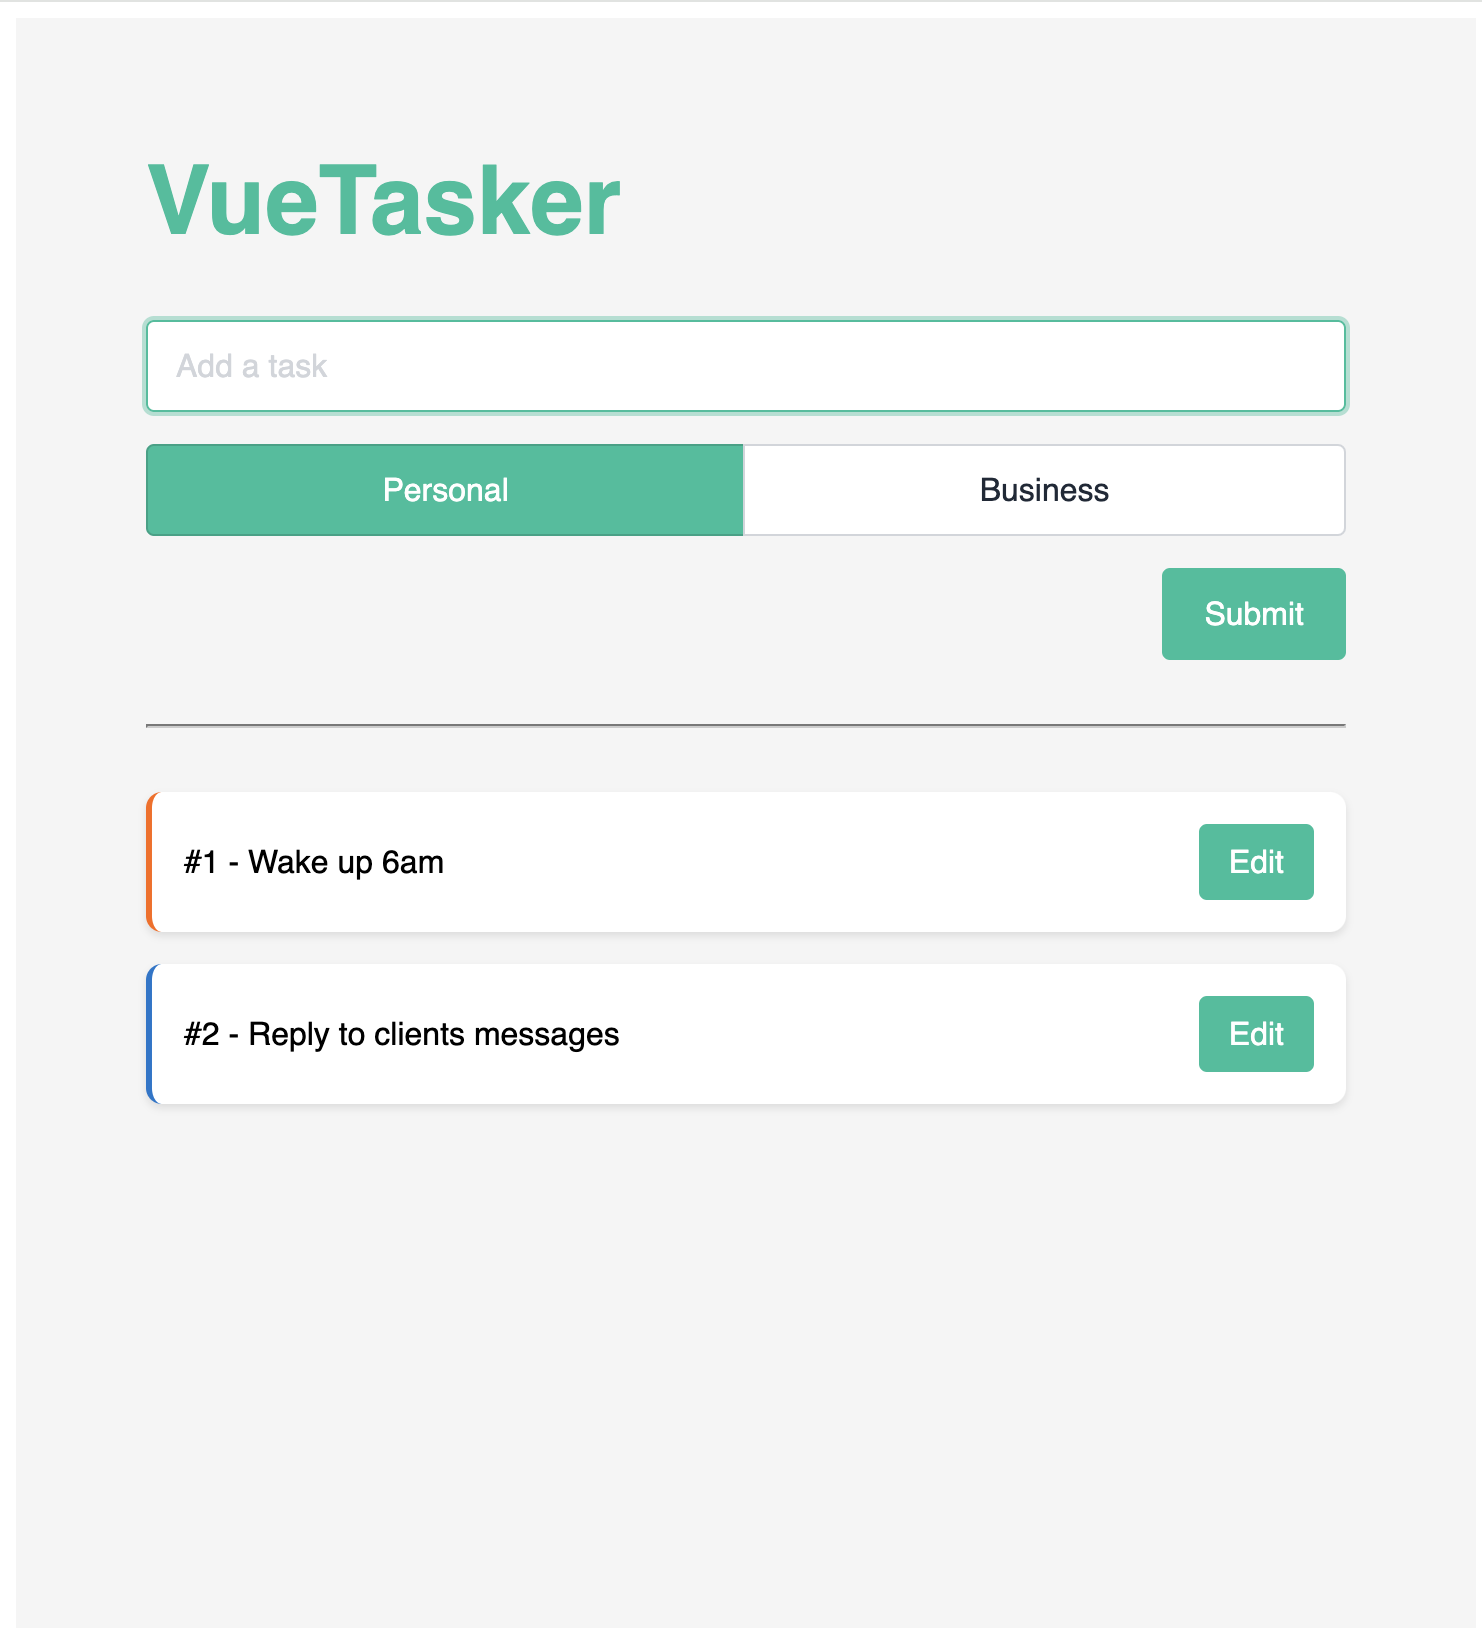 VueTasker
Add a task
Personal
Business
Submit
#1 - Wake up 6am
Edit
#2 - Reply to clients messages
Edit